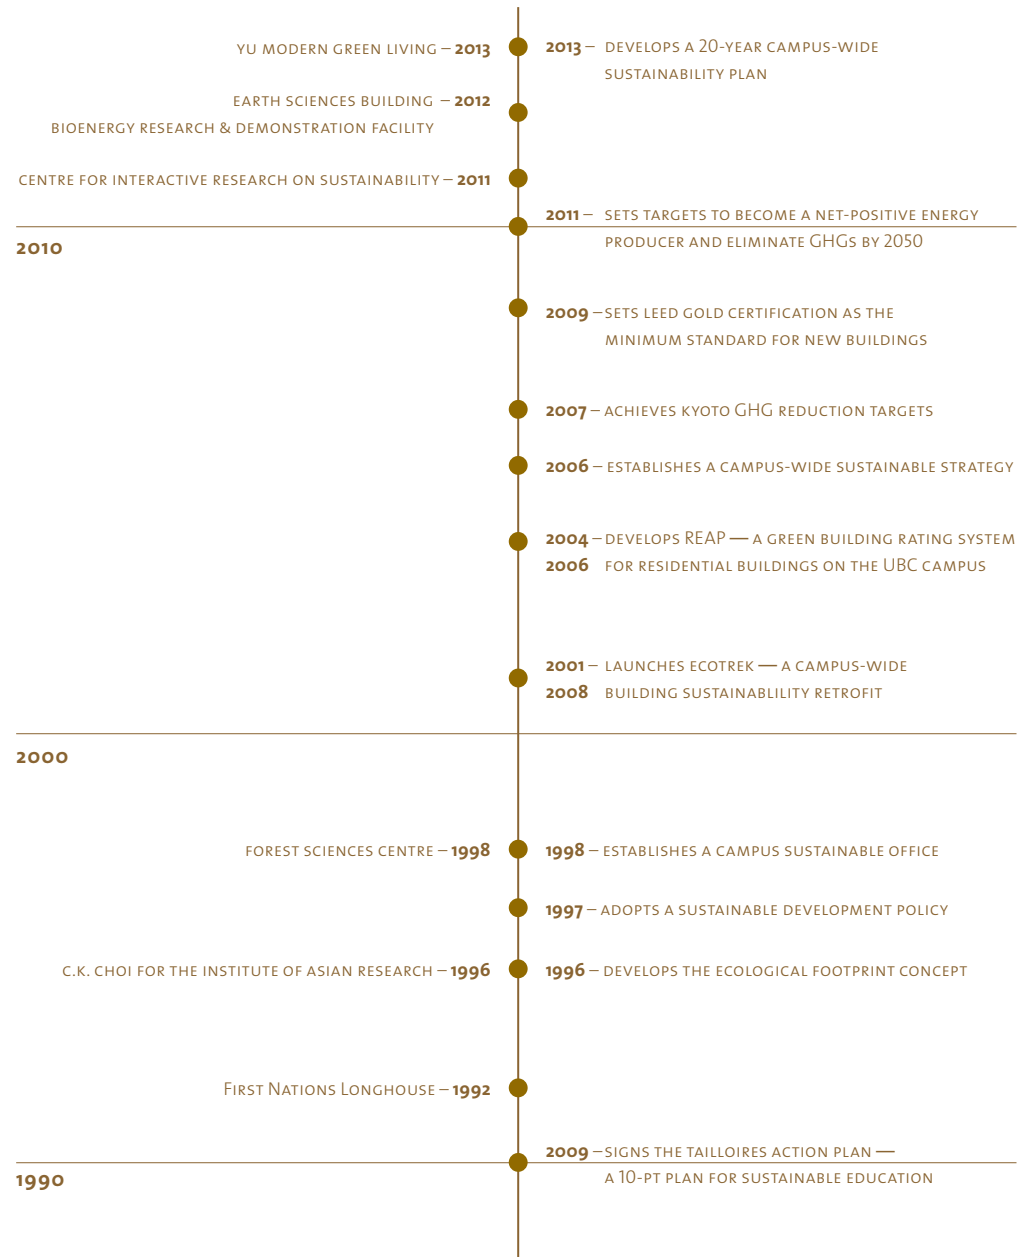 YU MODERN GREEN LIVING – 2013
2013 – DEVELOPS A 20-YEAR CAMPUS-WIDE
SUSTAINABILITY PLAN
EARTH SCIENCES BUILDING – 2012
BIOENERGY RESEARCH & DEMONSTRATION FACILITY
CENTRE FOR INTERACTIVE RESEARCH ON SUSTAINABILITY – 2011
2011 – SETS TARGETS TO BECOME A NET-POSITIVE ENERGY
PRODUCER AND ELIMINATE GHGS BY 2050
2010
2009 – SETS LEED GOLD CERTIFICATION AS THE
MINIMUM STANDARD FOR NEW BUILDINGS
2007 – ACHIEVES KYOTO GHG REDUCTION TARGETS
2006 – ESTABLISHES A CAMPUS-WIDE SUSTAINABLE STRATEGY
2004 – DEVELOPS REAP — A GREEN BUILDING RATING SYSTEM
2006 FOR RESIDENTIAL BUILDINGS ON THE UBC CAMPUS
2001 – LAUNCHES ECOTREK — A CAMPUS-WIDE
2008 BUILDING SUSTAINABLILITY RETROFIT
2000
FOREST SCIENCES CENTRE – 1998
1998 – ESTABLISHES A CAMPUS SUSTAINABLE OFFICE
1997 – ADOPTS A SUSTAINABLE DEVELOPMENT POLICY
C.K. CHOI FOR THE INSTITUTE OF ASIAN RESEARCH – 1996
1996 – DEVELOPS THE ECOLOGICAL FOOTPRINT CONCEPT
FIRST NATIONS LONGHOUSE – 1992
2009 – SIGNS THE TAILLOIRES ACTION PLAN —
A 10-PT PLAN FOR SUSTAINABLE EDUCATION
1990